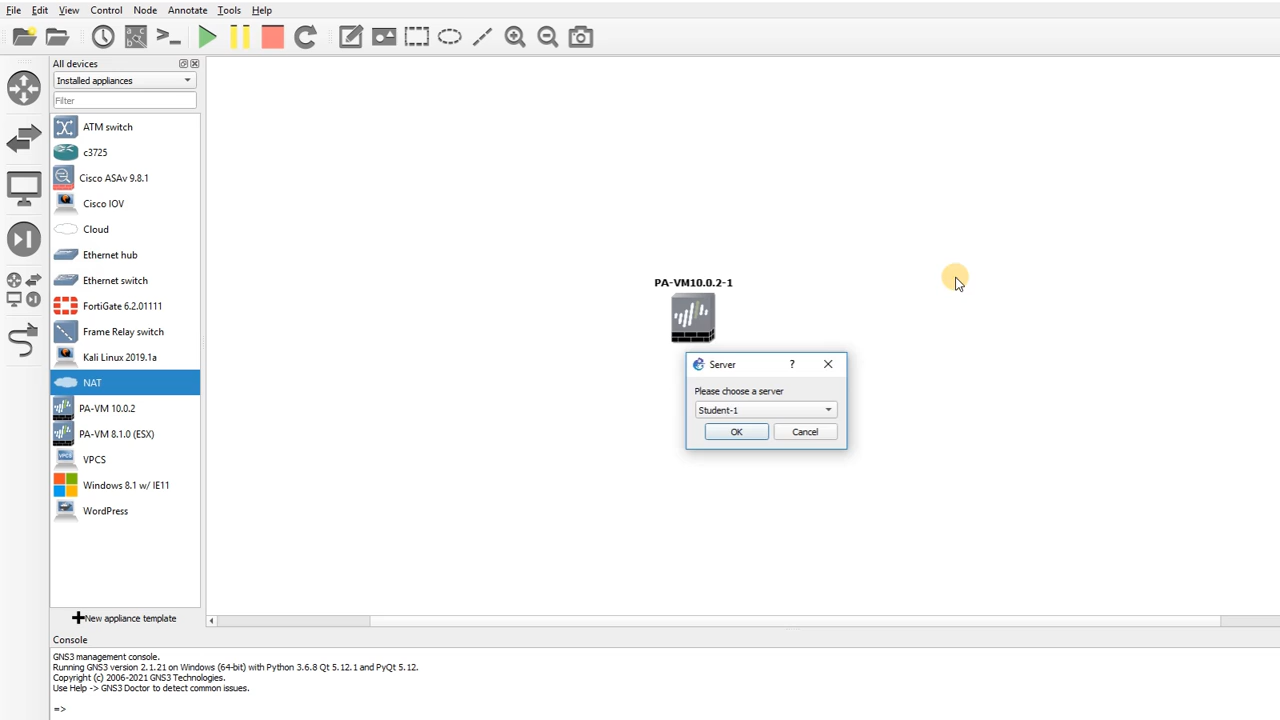 File Edit View Control Node Annotate Tools Help
All devices
Installed appliances
Filter
ATM switch
c3725
Cisco ASAv 9.8.1
Cisco IOV
Cloud
Ethernet hub
Ethernet switch
FortiGate 6.2.01111
Frame Relay switch
Kali Linux 2019.1a
NAT
PA-VM 10.0.2
PA-VM 8.1.0 (ESX)
VPCS
Windows 8.1 w/ IE11
WordPress
New appliance template
PA-VM10.0.2-1
Server ?
Please choose a server
Student-1
OK Cancel
Console
GNS3 management console.
Running GNS3 version 2.1.21 on Windows (64-bit) with Python 3.6.8 Qt 5.12.1 and PyQt 5.12.
Copyright (c) 2006-2021 GNS3 Technologies.
Use Help -> GNS3 Doctor to detect common issues.
=>